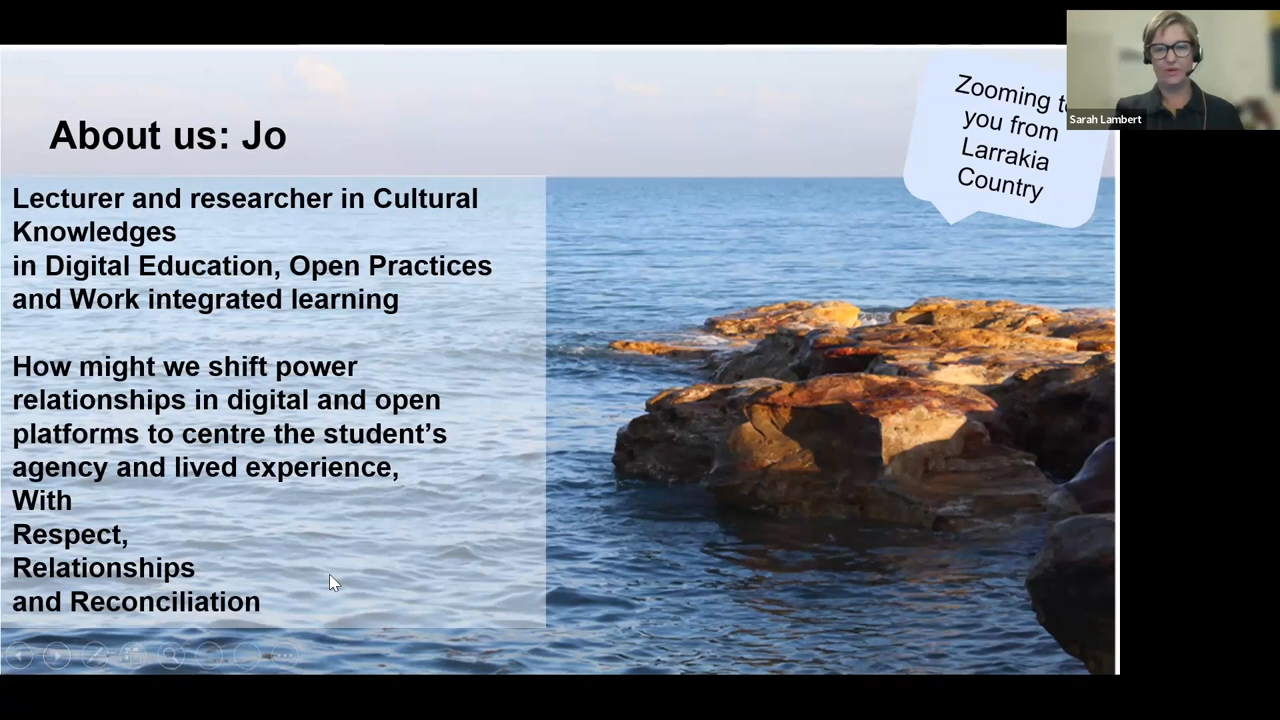 About us: Jo
Lecturer and researcher in Cultural
Knowledges
in Digital Education, Open Practices
and Work integrated learning
How might we shift power
relationships in digital and open
platforms to centre the student’s
agency and lived experience,
With
Respect,
Relationships
and Reconciliation
Zooming
you from
Larrakia
Country
Sarah Lambert